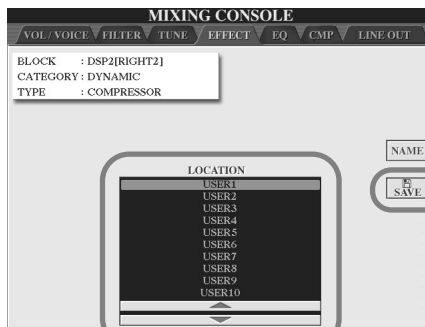 MIXING CONSOLE
VOL / VOICE FILTER TUNE EFFECT EQ CMP LINE OUT
BLOCK : DSP2[RIGHT2]
CATEGORY : DYNAMIC
TYPE : COMPRESSOR
NAME
LOCATION
SAVE
USER1
USER2
USER3
USER4
USER5
USER6
USER7
USER8
USER9
USER10